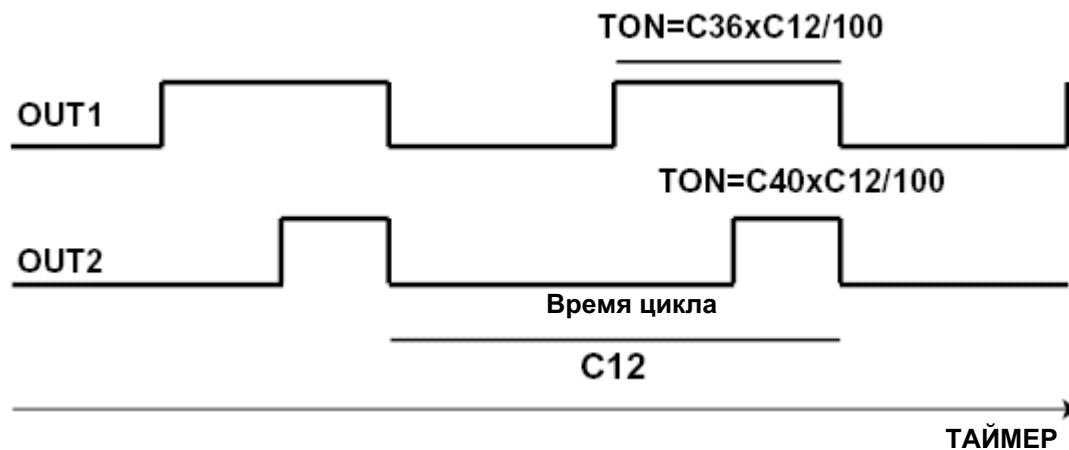 TON=C36xC12/100
OUT1
TON=C40xC12/100
OUT2
Время цикла
C12
ТАЙМЕР